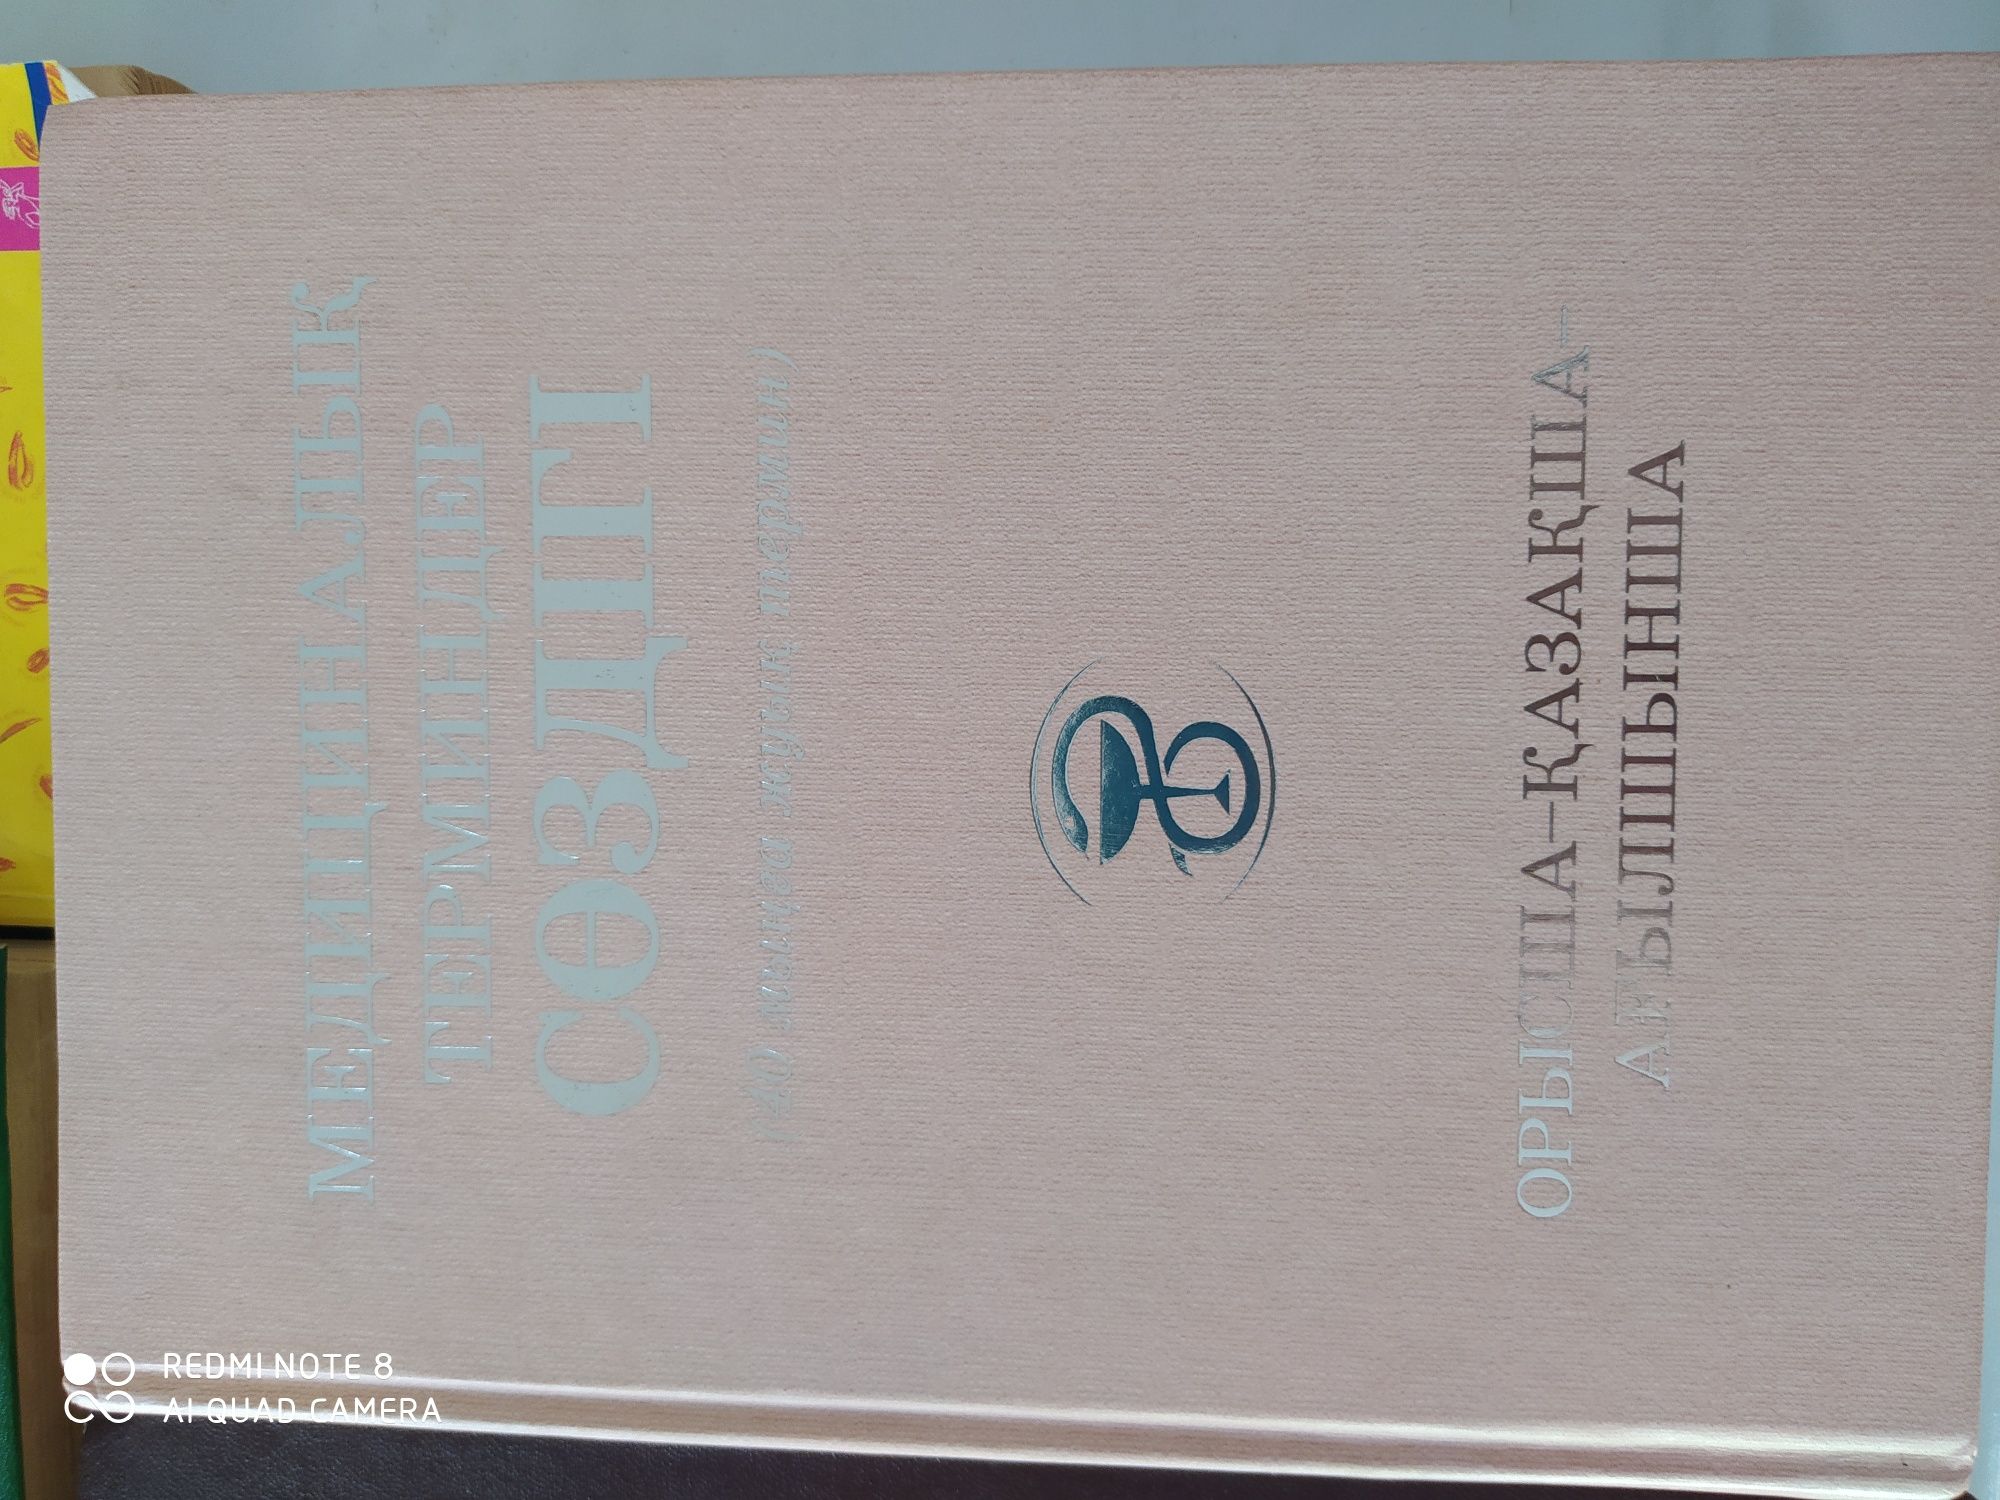 МЕДИЦИНАЛЫҚ
ТЕРМИНДЕР
СӨЗДІГІ
(40 мыңға жуық термин)
ОРЫСША–ҚАЗАҚША–
АҒЫЛШЫНША
REDMI NOTE 8
AI QUAD CAMERA